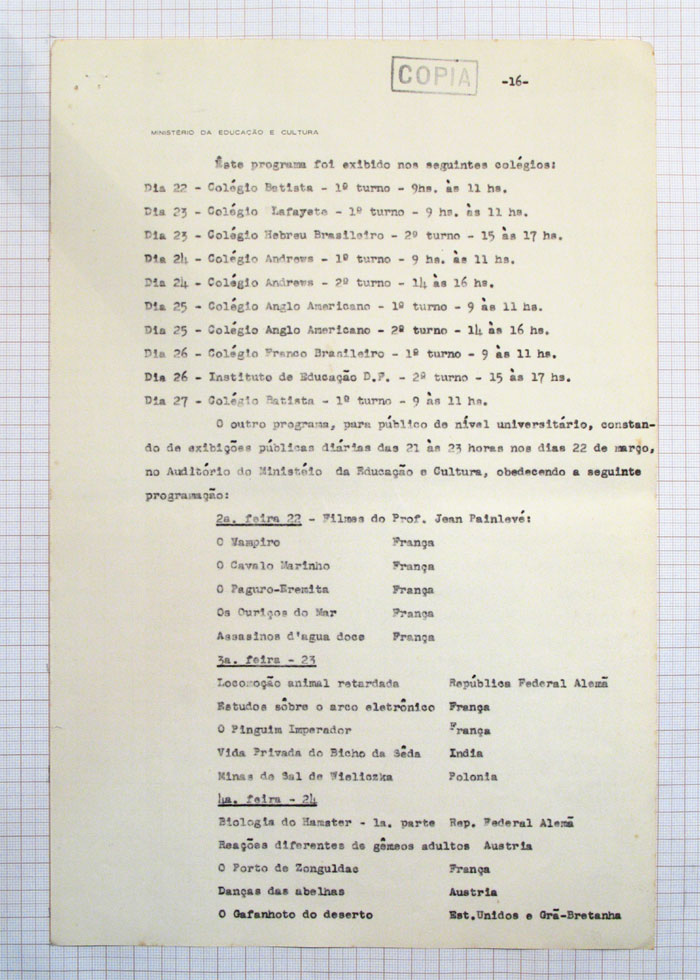 COPIA
-16-
MINISTÉRIO DA EDUCAÇÃO E CULTURA
Êste programa foi exibido nos seguintes colégios:
Dia 22 - Colégio Batista - 1º turno - 9hs. às 11 hs.
Dia 23 - Colégio Lafayete - 1º turno - 9 hs. às 11 hs.
Dia 23 - Colégio Hebreu Brasileiro - 2º turno - 15 às 17 hs.
Dia 24 - Colégio Andrews - 1º turno - 9 hs. às 11 hs.
Dia 24 - Colégio Andrews - 2º turno - 14 às 16 hs.
Dia 25 - Colégio Anglo Americano - 1º turno - 9 às 11 hs.
Dia 25 - Colégio Anglo Americano - 2º turno - 14 às 16 hs.
Dia 26 - Colégio Franco Brasileiro - 1º turno - 9 às 11 hs.
Dia 26 - Instituto de Educação D.F. - 2º turno - 15 às 17 hs.
Dia 27 - Colégio Batista - 1º turno - 9 às 11 hs.
O outro programa, para público de nível universitário, constan-
do de exibições públicas diárias das 21 às 23 horas nos dias 22 de março,
no Auditório do Ministéio da Educação e Cultura, obedecendo a seguinte
programação:
2a. feira 22 - Filmes do Prof. Jean Painlevé:
O Vampiro França
O Cavalo Marinho França
O Paguro-Eremita França
Os Ouriços do Mar França
Assasinos d'agua doce França
3a. feira - 23
Locomoção animal retardada República Federal Alemã
Estudos sôbre o arco eletrônico França
O Pinguim Imperador França
Vida Privada do Bicho da Sêda India
Minas de Sal de Wieliczka Polonia
4a. feira - 24
Biologia do Hamster - 1a. parte Rep. Federal Alemã
Reações diferentes de gêmeos adultos Austria
O Porto de Zonguldac França
Danças das abelhas Austria
O Gafanhoto do deserto Est.Unidos e Grã-Bretanha